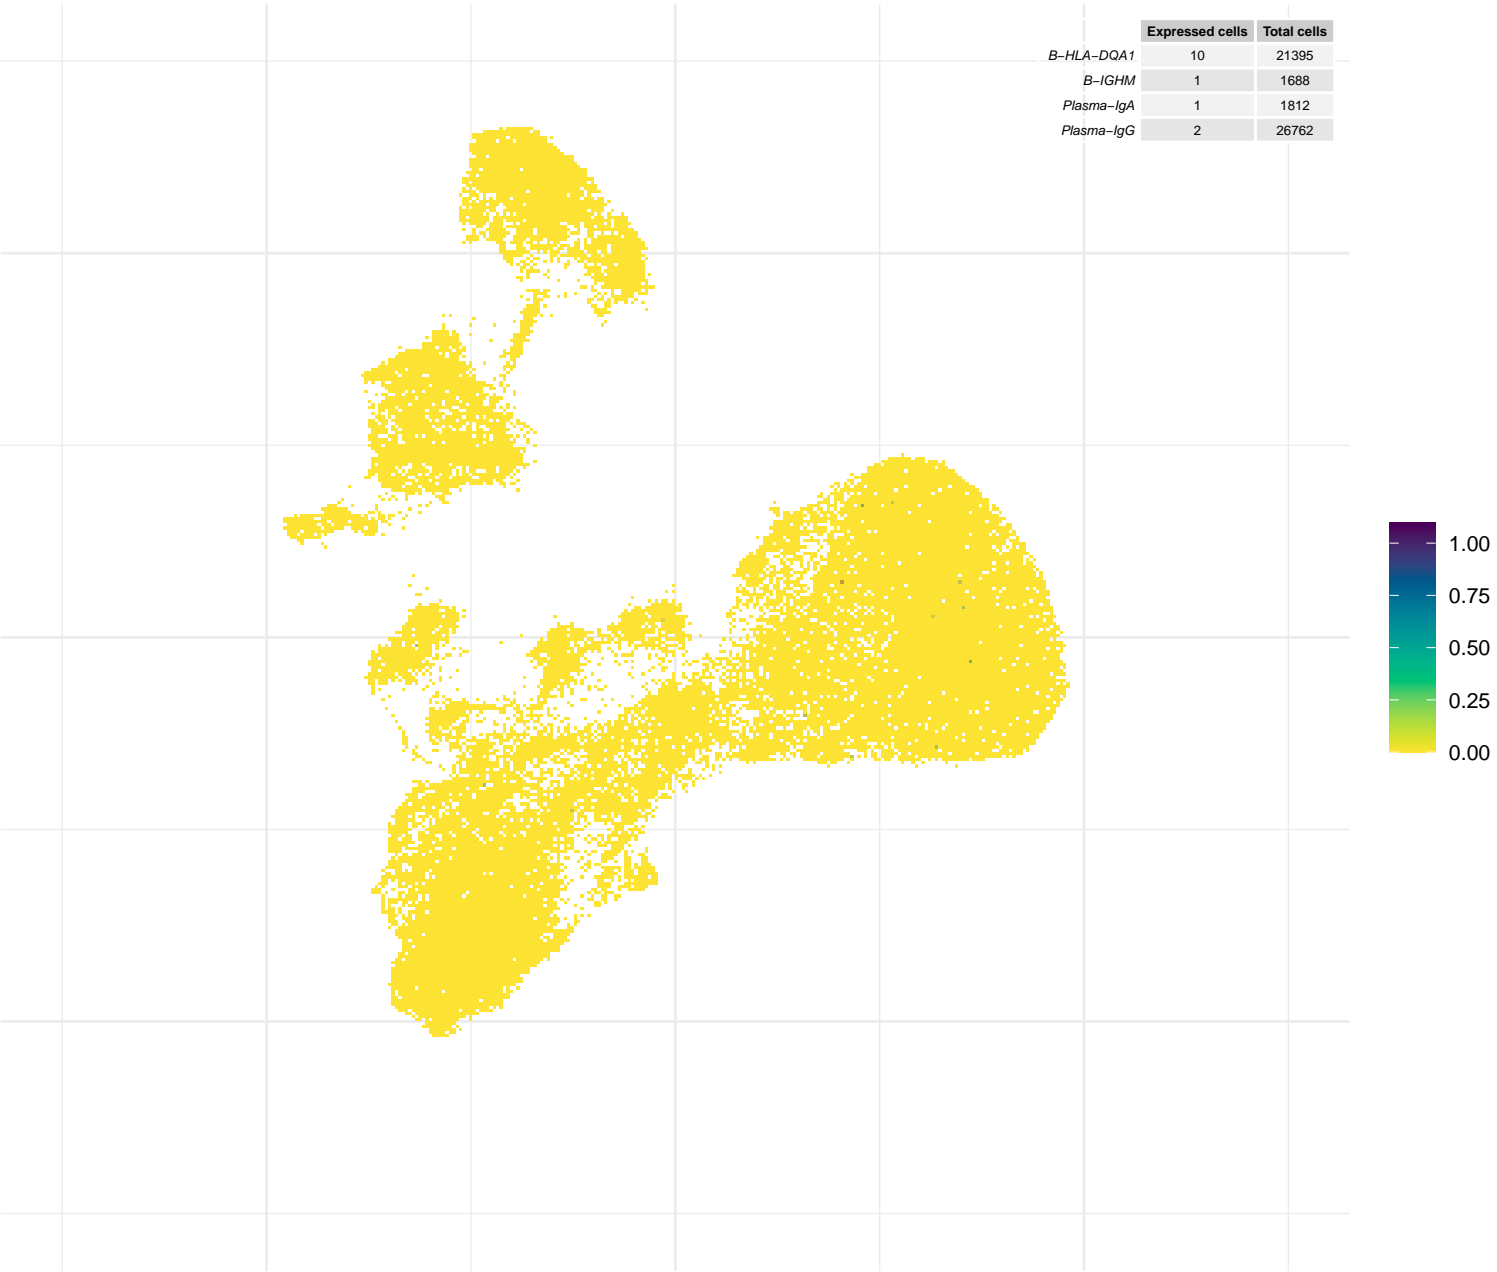 Expressed cells Total cells
B−HLA−DQA1 10 21395
B−IGHM 1 1688
Plasma−IgA 1 1812
Plasma−IgG 2 26762
1.00
0.75
0.50
0.25
0.00